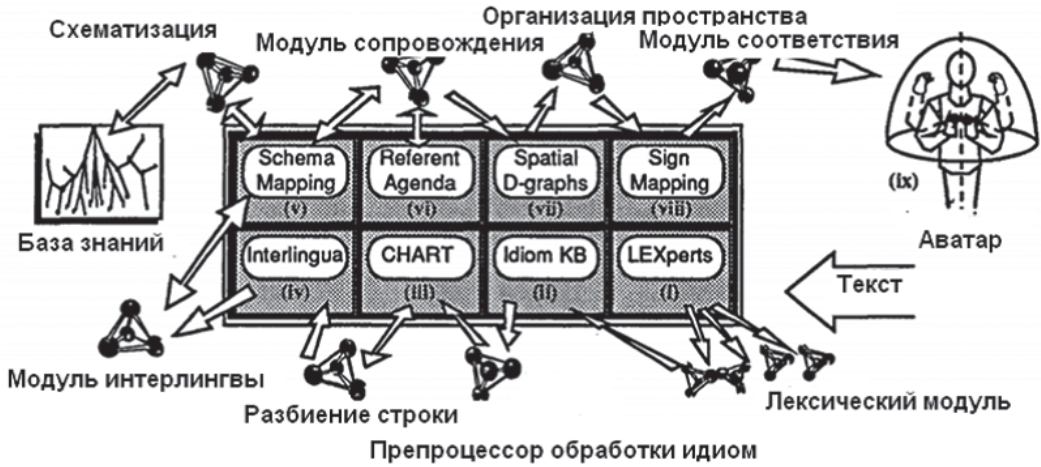 Организация пространства
Схематизация
Модуль сопровождения
Модуль соответствия
Schema
Mapping
(v)
Referent
Agenda
(vi)
Spatial
D-graphs
(vii)
Sign
Mapping
(viii)
(ix)
База знаний
Аватар
Interlingua
(iv)
CHART
(iii)
Idiom KB
(ii)
LEXperts
(i)
Текст
Модуль интерлингвы
Разбиение строки
Лексический модуль
Препроцессор обработки идиом